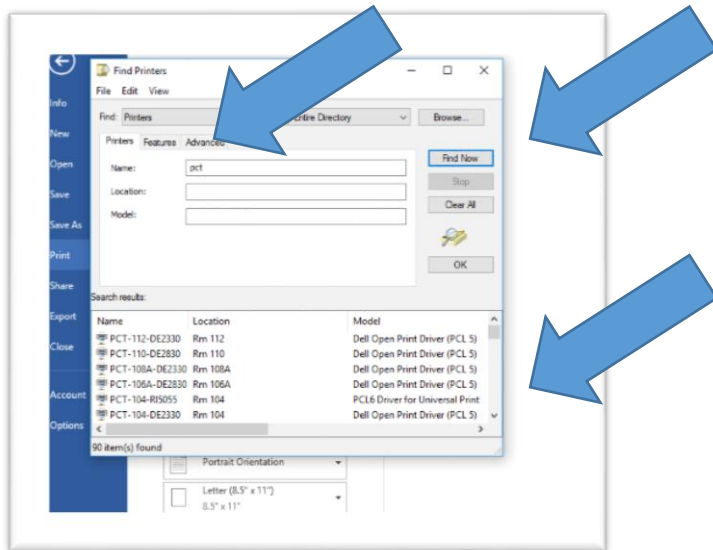 Find Printers
File Edit View
Info
Find: Printers Entire Directory Browse...
New
Printers Features Advanced
Open
Name: pct Find Now
Stop
Save
Location:
Clear All
Model:
Save As
Print
OK
Share
Search results:
Export
Name Location Model
PCT-112-DE2330 Rm 112 Dell Open Print Driver (PCL 5)
Close
PCT-110-DE2830 Rm 110 Dell Open Print Driver (PCL 5)
PCT-108A-DE2330 Rm 108A Dell Open Print Driver (PCL 5)
PCT-106A-DE2830 Rm 106A Dell Open Print Driver (PCL 5)
Account
PCT-104-RI5055 Rm 104 PCL6 Driver for Universal Print
PCT-104-DE2330 Rm 104 Dell Open Print Driver (PCL 5)
Options
90 item(s) found
Portrait Orientation
Letter (8.5" x 11")
8.5" x 11"